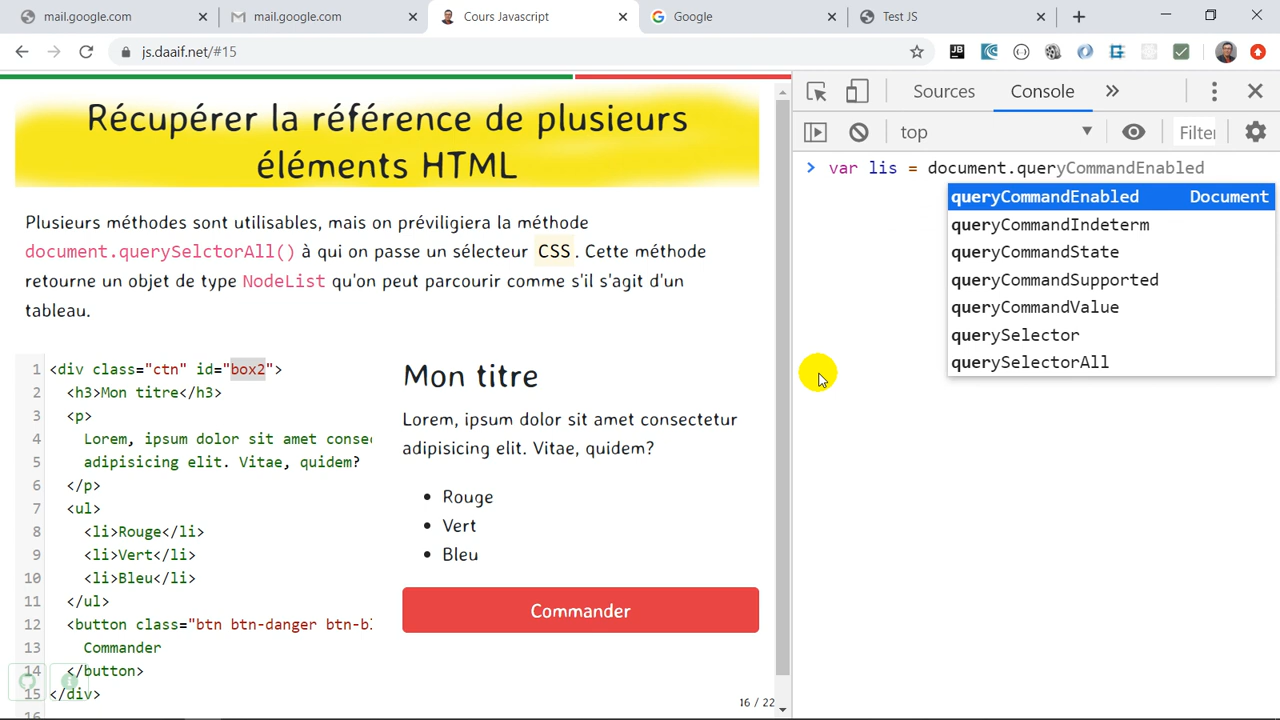 mail.google.com
mail.google.com
Cours Javascript
Google
Test JS
js.daaif.net/#15
Récupérer la référence de plusieurs
éléments HTML
Plusieurs méthodes sont utilisables, mais on préviligiera la méthode
document.querySelctorAll() à qui on passe un sélecteur CSS. Cette méthode
retourne un objet de type NodeList qu'on peut parcourir comme s'il s'agit d'un
tableau.
1 <div class="ctn" id="box2">
2 <h3>Mon titre</h3>
3 <p>
4 Lorem, ipsum dolor sit amet consec
5 adipisicing elit. Vitae, quidem?
6 </p>
7 <ul>
8 <li>Rouge</li>
9 <li>Vert</li>
10 <li>Bleu</li>
11 </ul>
12 <button class="btn btn-danger btn-bl
13 Commander
14 </button>
15 </div>
16
Mon titre
Lorem, ipsum dolor sit amet consectetur
adipisicing elit. Vitae, quidem?
Rouge
Vert
Bleu
Commander
16 / 22
Sources
Console
top
Filter
> var lis = document.queryCommandEnabled
queryCommandEnabled Document
queryCommandIndeterm
queryCommandState
queryCommandSupported
queryCommandValue
querySelector
querySelectorAll